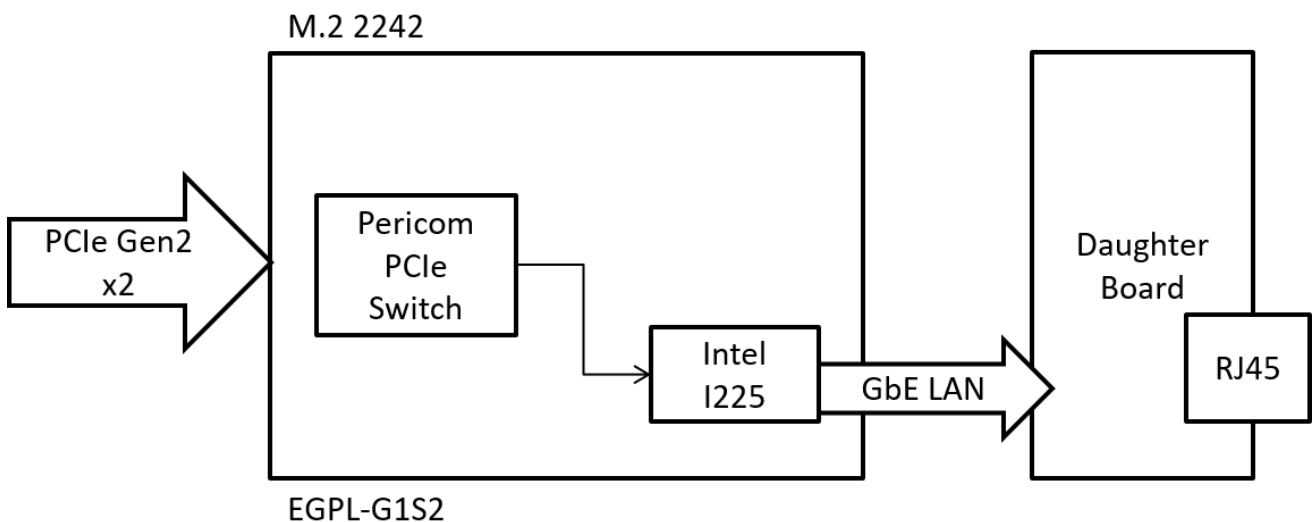 M.2 2242
PCIe Gen2
x2
Pericom
PCIe
Switch
Intel
I225
GbE LAN
Daughter
Board
RJ45
EGPL-G1S2